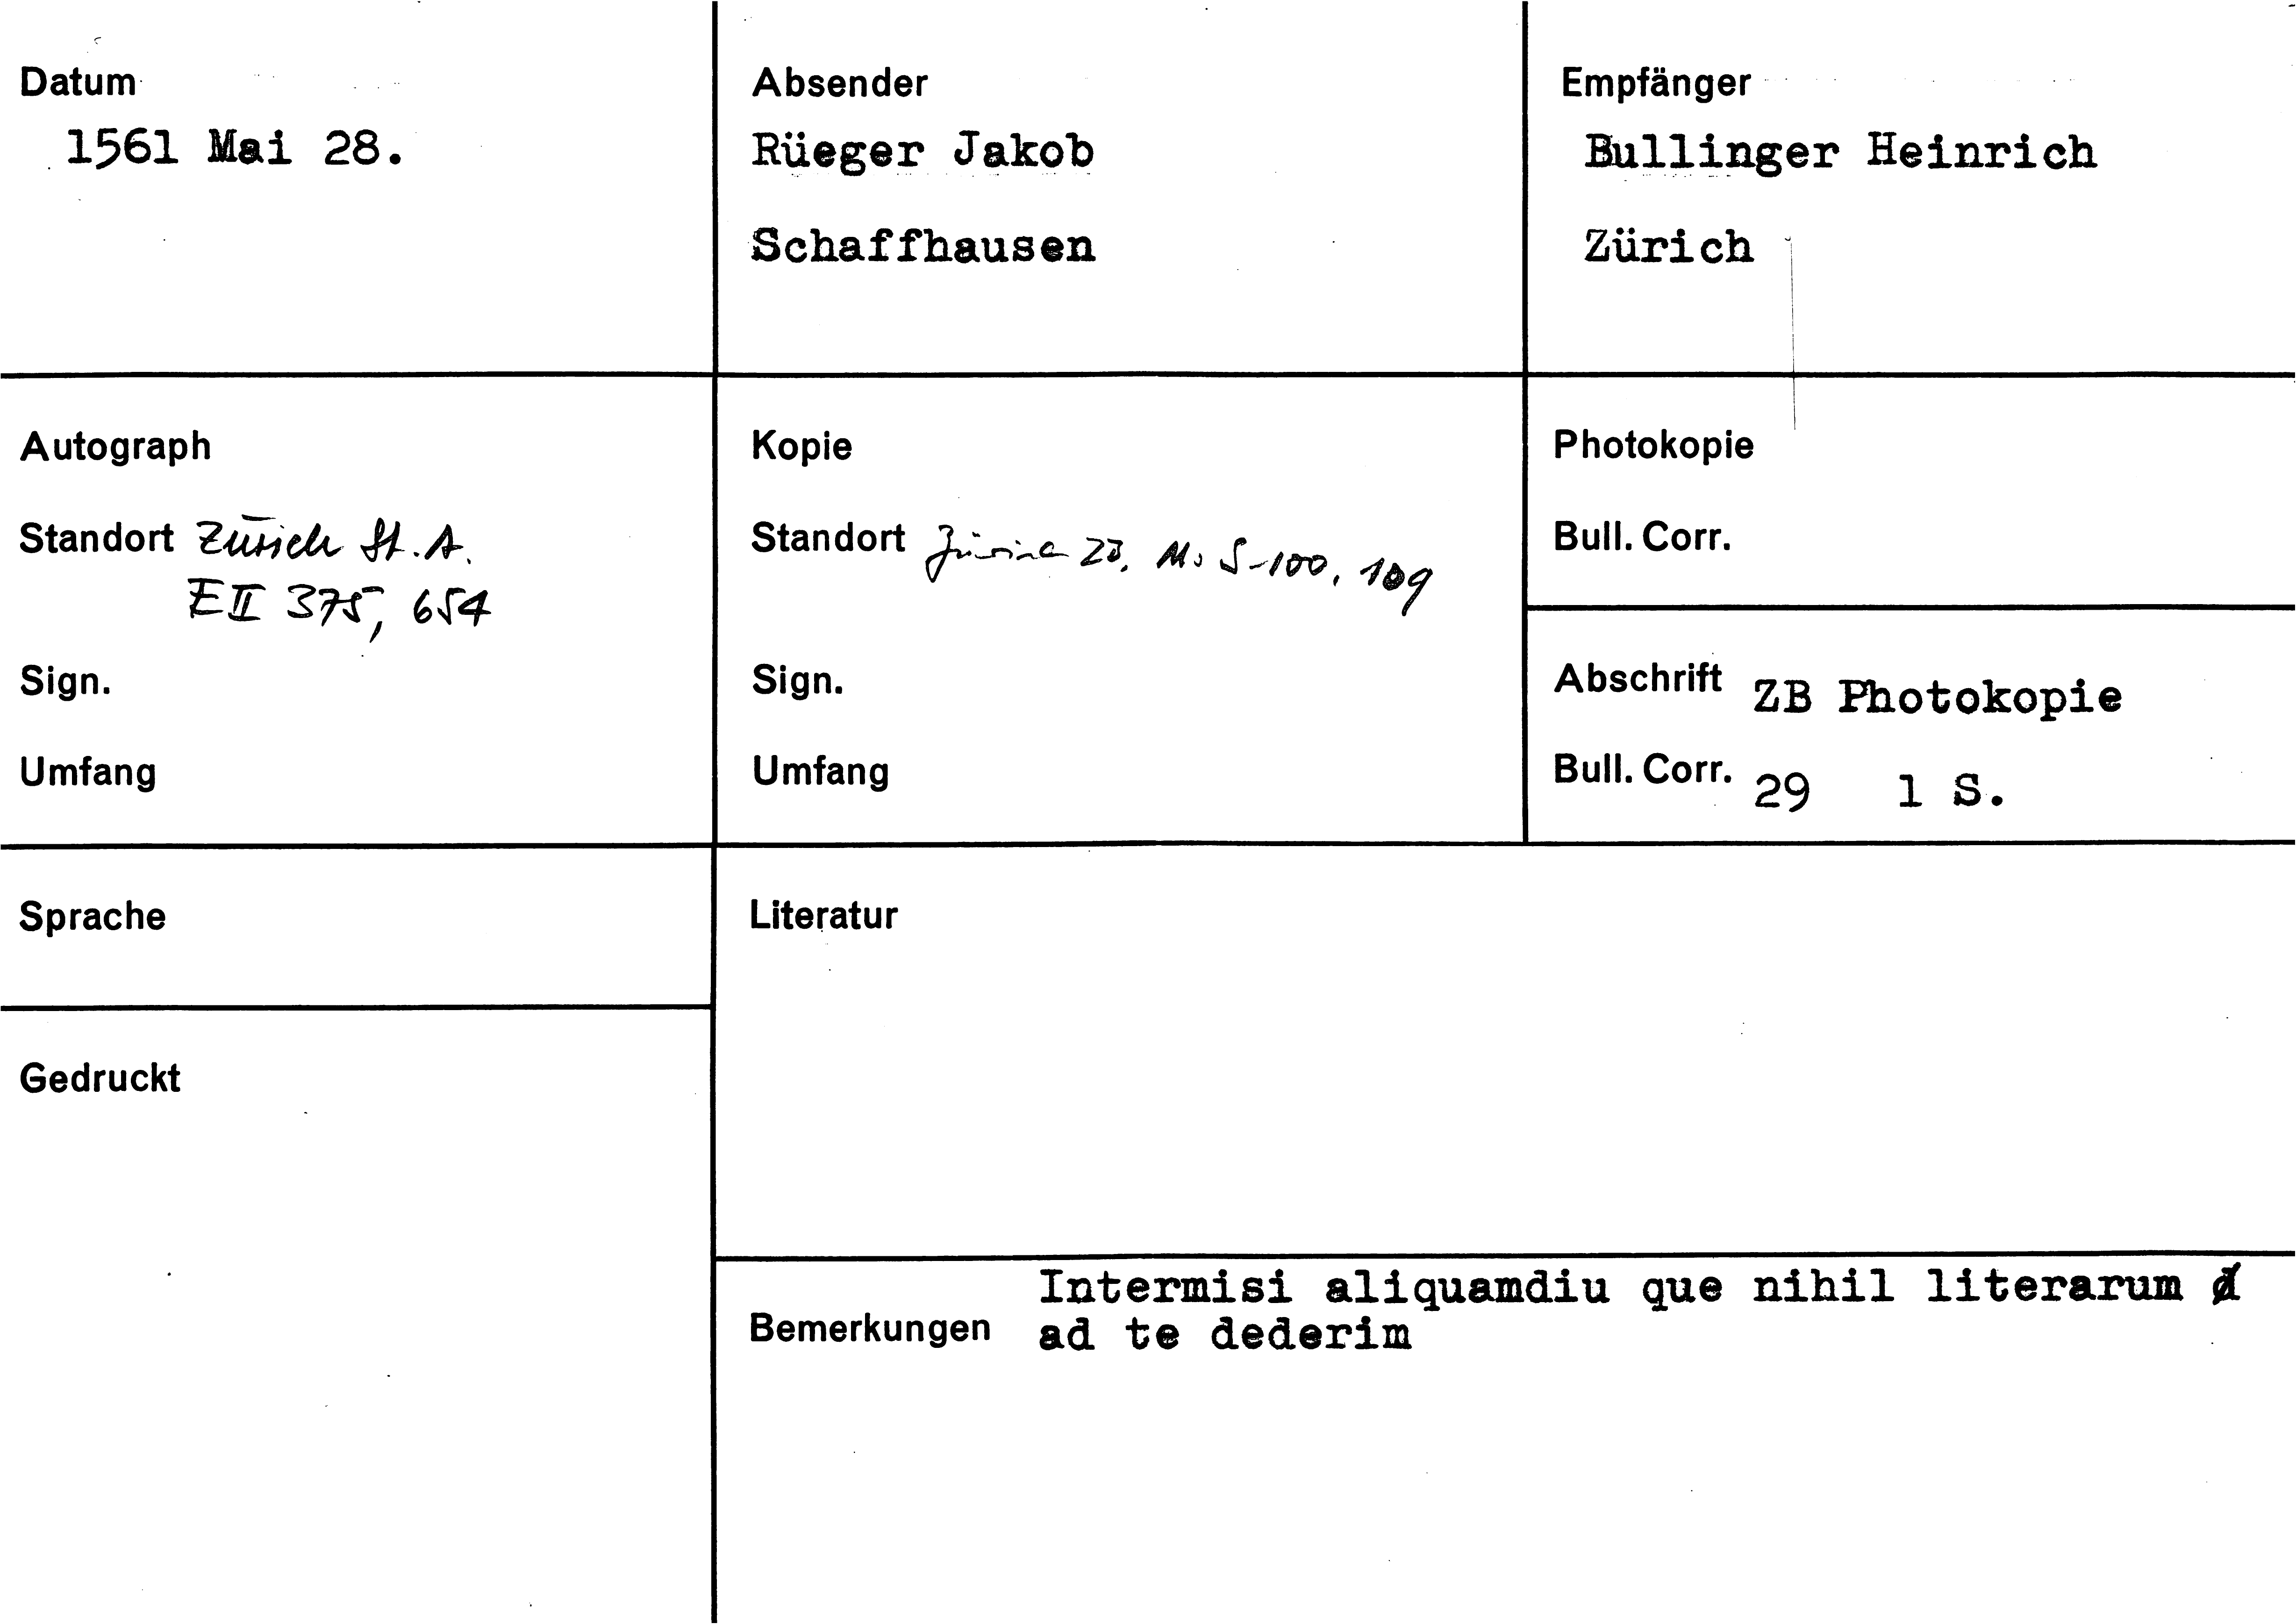 Datum
1561 Mai 28.
Absender
Rüeger Jakob
Schaffhausen
Empfänger
Bullinger Heinrich
Zürich
Autograph
Standort Zürich St. A.
E II 375, 654
Sign.
Umfang
Kopie
Standort Zürich ZB, Ms S-100, 109
Sign.
Umfang
Photokopie
Bull. Corr.
Abschrift ZB Photokopie
Bull. Corr. 29 1 S.
Sprache
Gedruckt
Literatur
Bemerkungen
Intermisi aliquamdiu que nihil literarum
ad te dederim